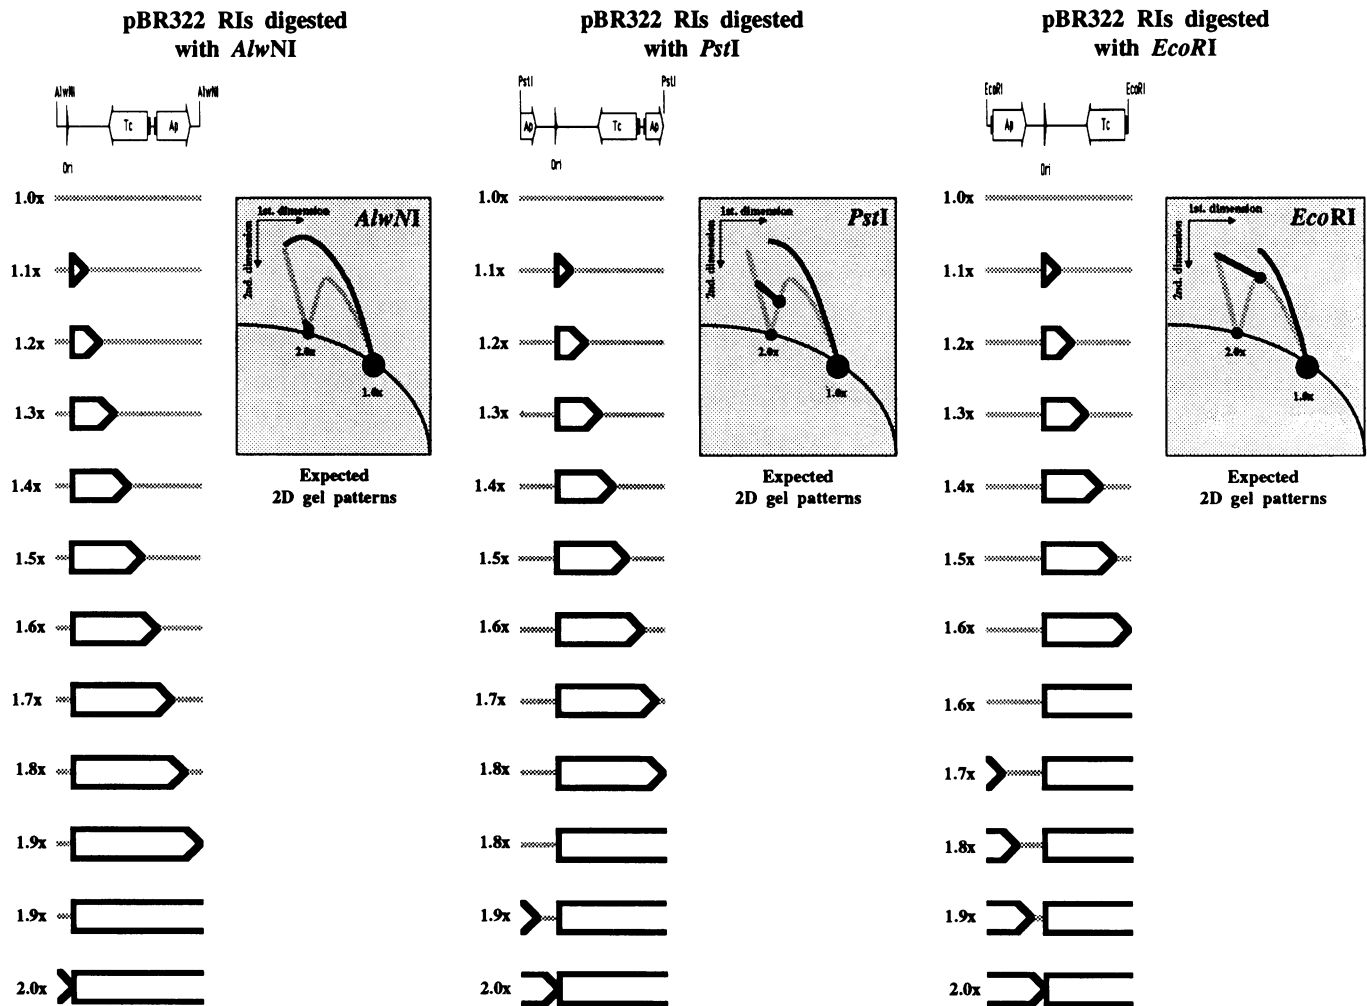 pBR322 RIs digested
with AlwNI
AlwNI
AlwNI
Tc
Ap
Ori
1.0x
1.1x
1.2x
1.3x
1.4x
1.5x
1.6x
1.7x
1.8x
1.9x
1.9x
2.0x
1st. dimension
2nd. dimension
AlwNI
2.0x
1.0x
Expected
2D gel patterns
pBR322 RIs digested
with PstI
PstI
PstI
Ap
Tc
Ap
Ori
1.0x
1.1x
1.2x
1.3x
1.4x
1.5x
1.6x
1.7x
1.8x
1.8x
1.9x
2.0x
1st. dimension
2nd. dimension
PstI
2.0x
1.0x
Expected
2D gel patterns
pBR322 RIs digested
with EcoRI
EcoRI
EcoRI
Ap
Tc
Ori
1.0x
1.1x
1.2x
1.3x
1.4x
1.5x
1.6x
1.6x
1.7x
1.8x
1.9x
2.0x
1st. dimension
2nd. dimension
EcoRI
2.0x
1.0x
Expected
2D gel patterns